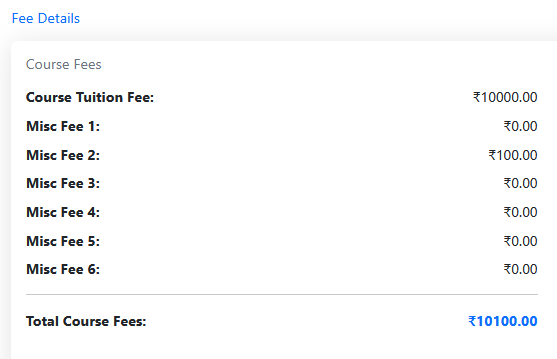 Fee Details
Course Fees
Course Tuition Fee: ₹10000.00
Misc Fee 1: ₹0.00
Misc Fee 2: ₹100.00
Misc Fee 3: ₹0.00
Misc Fee 4: ₹0.00
Misc Fee 5: ₹0.00
Misc Fee 6: ₹0.00
Total Course Fees: ₹10100.00